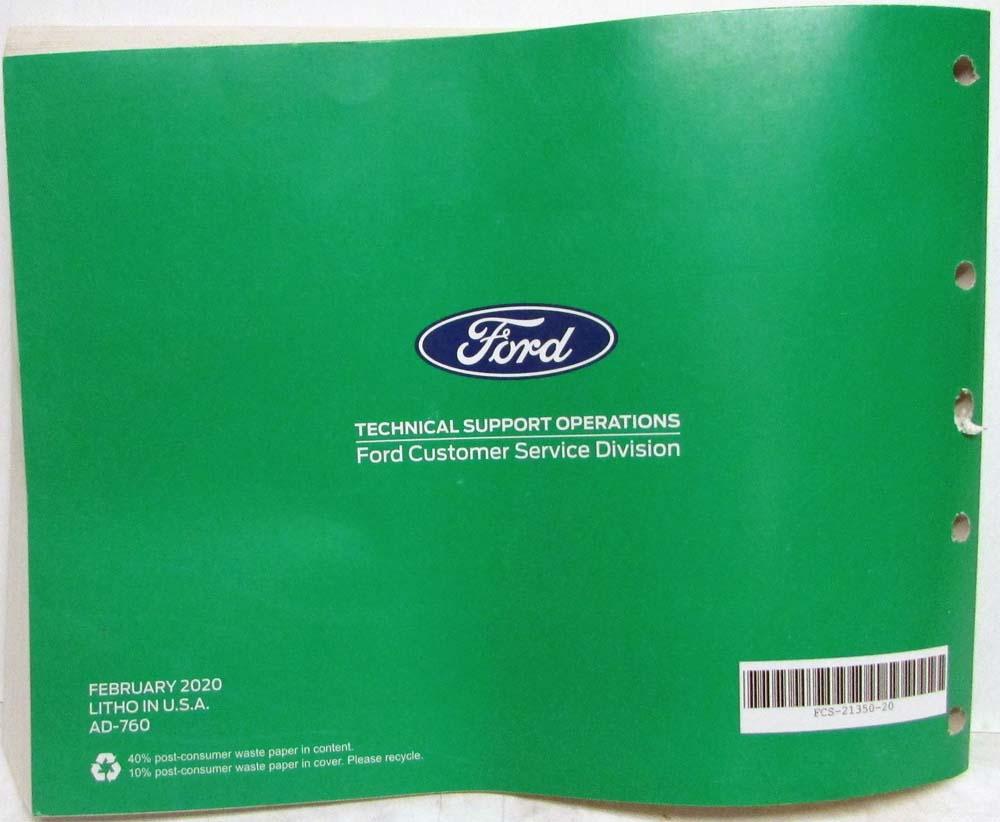 Ford
TECHNICAL SUPPORT OPERATIONS
Ford Customer Service Division
FEBRUARY 2020
LITHO IN U.S.A.
AD-760
40% post-consumer waste paper in content.
10% post-consumer waste paper in cover. Please recycle.
FCS-21350-20